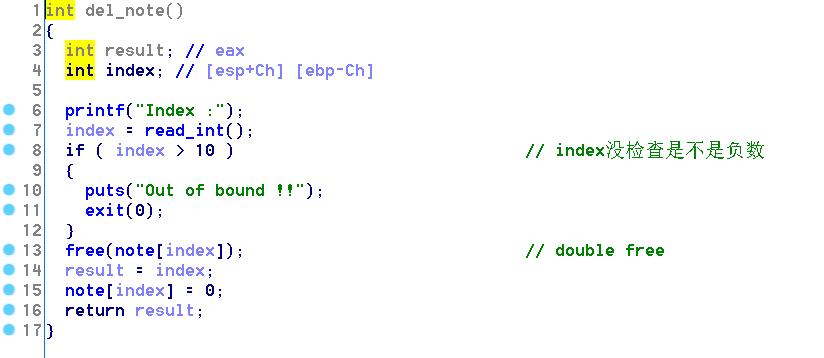 1 int del_note()
2 {
3   int result; // eax
4   int index; // [esp+Ch] [ebp-Ch]
5
6   printf("Index :");
7   index = read_int();
8   if ( index > 10 )                             // index没检查是不是负数
9   {
10     puts("Out of bound !!");
11     exit(0);
12   }
13   free(note[index]);                            // double free
14   result = index;
15   note[index] = 0;
16   return result;
17 }